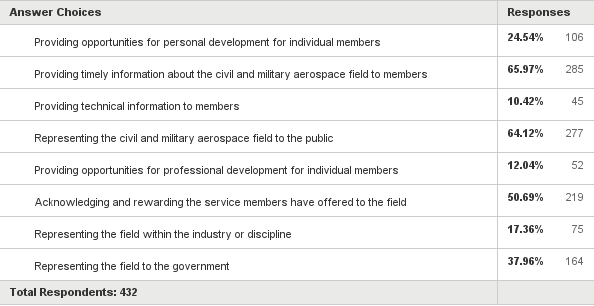 Answer Choices Responses
Providing opportunities for personal development for individual members 24.54% 106
Providing timely information about the civil and military aerospace field to members 65.97% 285
Providing technical information to members 10.42% 45
Representing the civil and military aerospace field to the public 64.12% 277
Providing opportunities for professional development for individual members 12.04% 52
Acknowledging and rewarding the service members have offered to the field 50.69% 219
Representing the field within the industry or discipline 17.36% 75
Representing the field to the government 37.96% 164
Total Respondents: 432